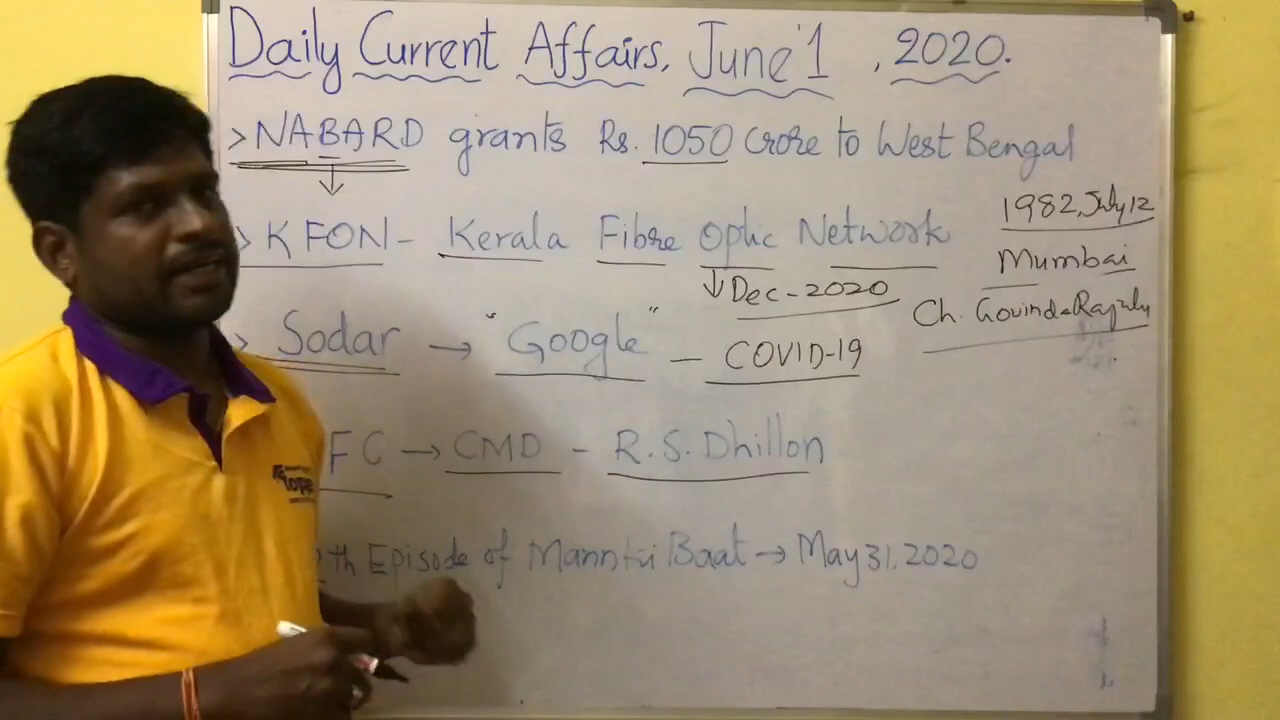 Daily Current Affairs, June 1, 2020.
> NABARD grants Rs. 1050 Crore to West Bengal
1982, July 12
> KFON - Kerala Fibre Optic Network
Mumbai
Dec-2020
Ch. GovindaRajulu
> Sodar → "Google" - COVID-19
FC → CMD - R.S. Dhillon
th Episode of Mann ki Baat → May 31, 2020